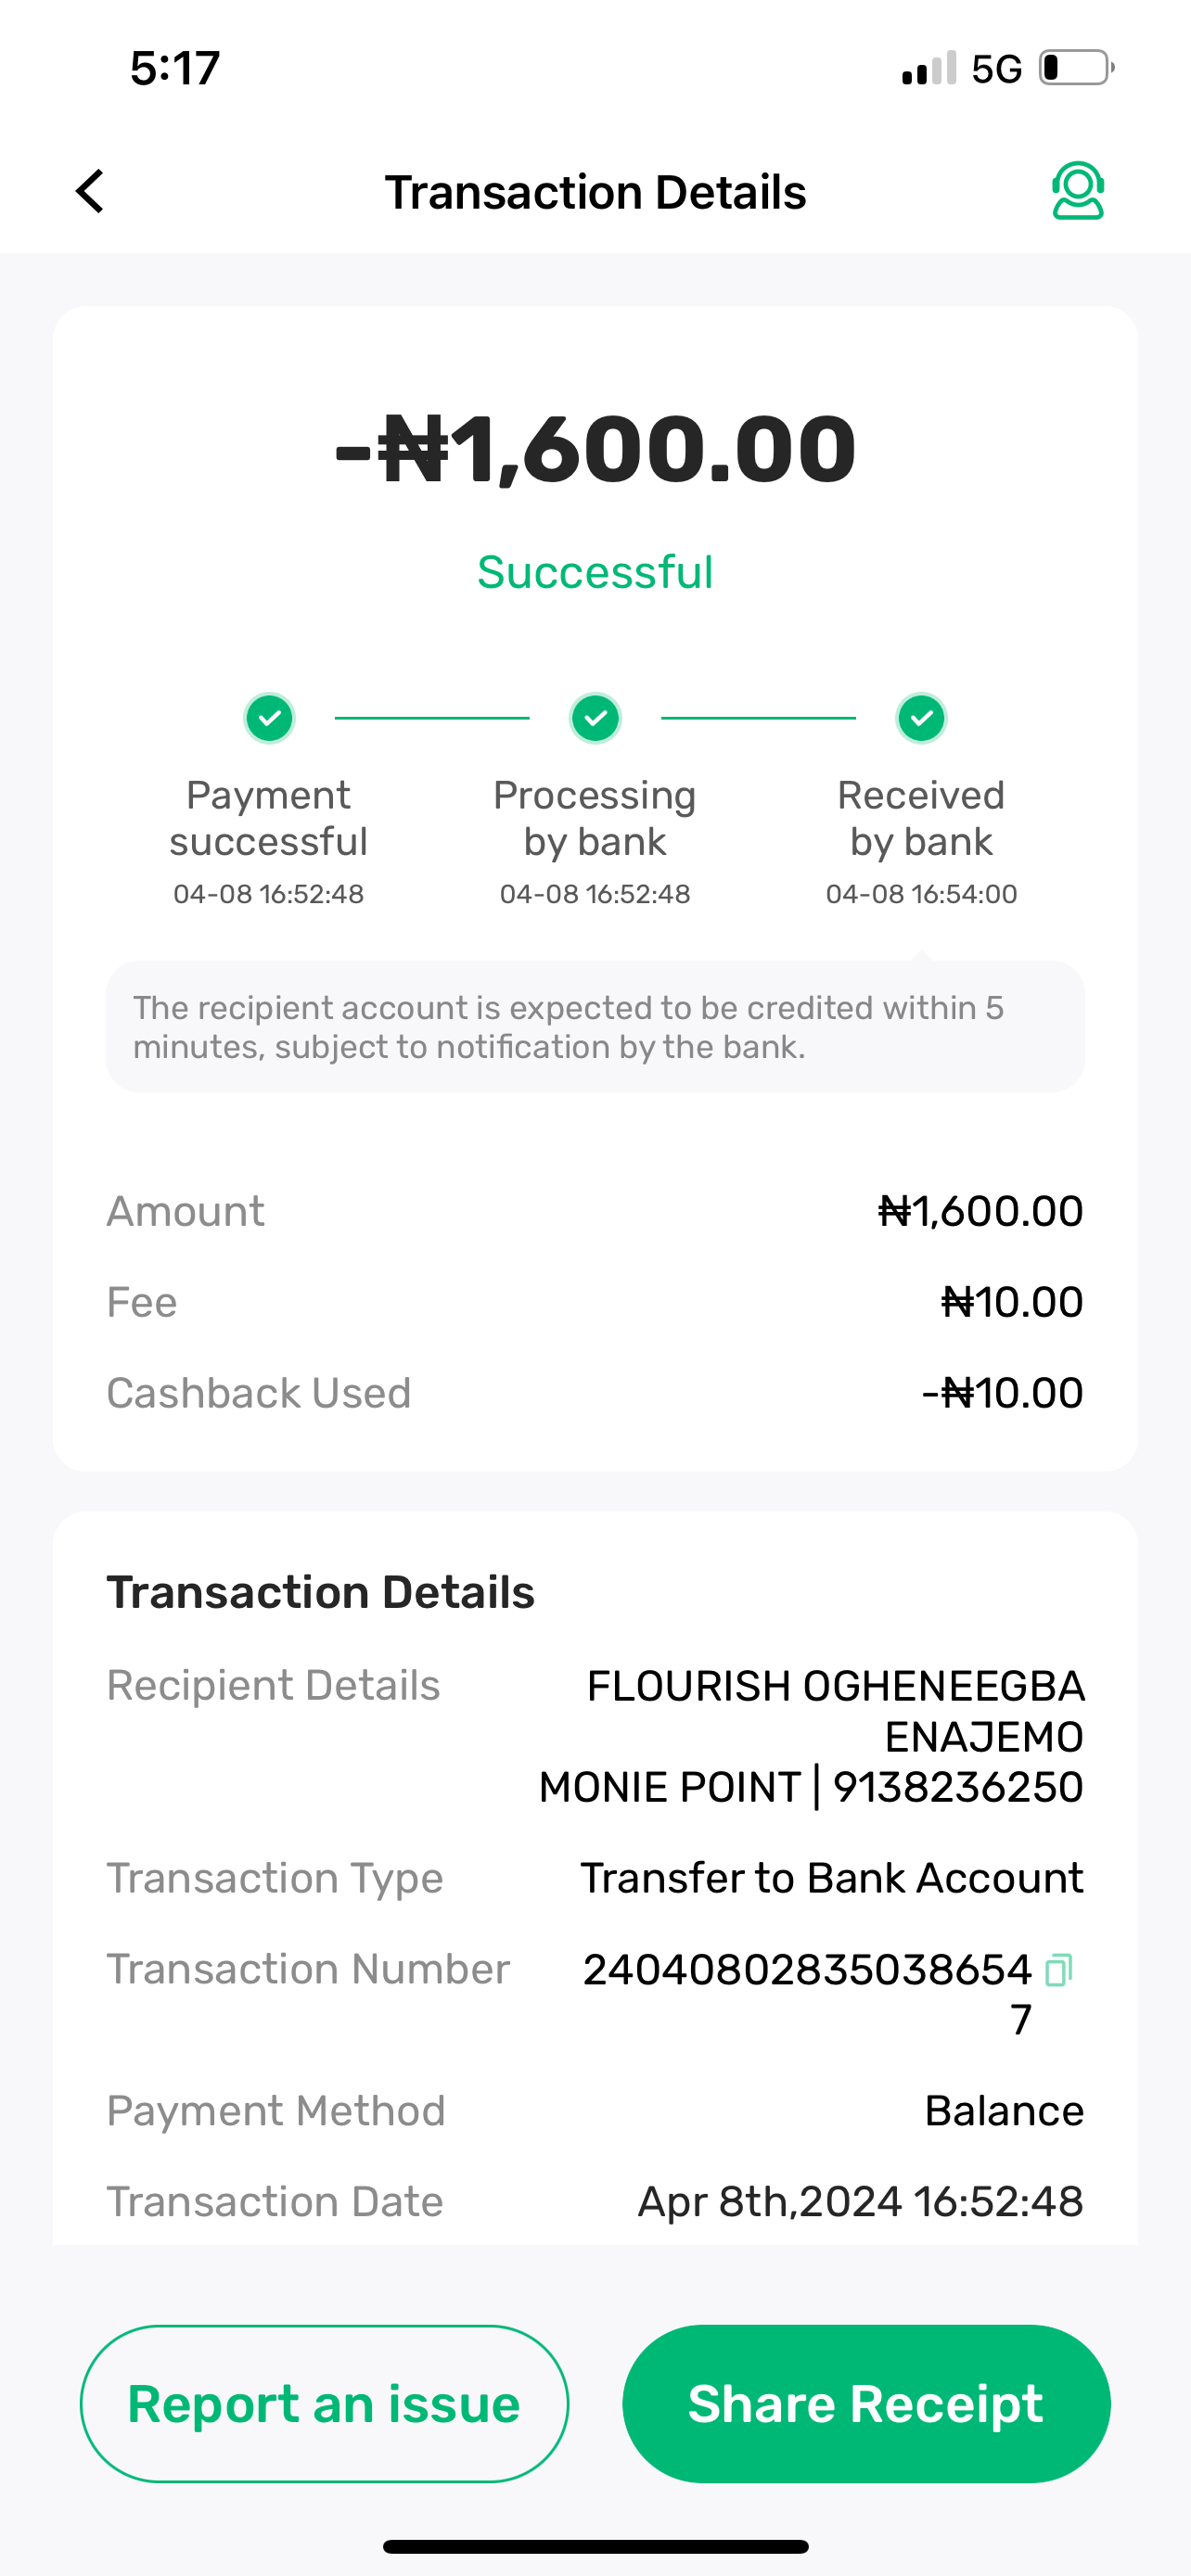 5:17
5G
Transaction Details
-₦1,600.00
Successful
Payment successful
04-08 16:52:48
Processing by bank
04-08 16:52:48
Received by bank
04-08 16:54:00
The recipient account is expected to be credited within 5
minutes, subject to notification by the bank.
Amount ₦1,600.00
Fee ₦10.00
Cashback Used -₦10.00
Transaction Details
Recipient Details FLOURISH OGHENEEGBA
ENAJEMO
MONIE POINT | 9138236250
Transaction Type Transfer to Bank Account
Transaction Number 24040802835038654
7
Payment Method Balance
Transaction Date Apr 8th,2024 16:52:48
Report an issue
Share Receipt